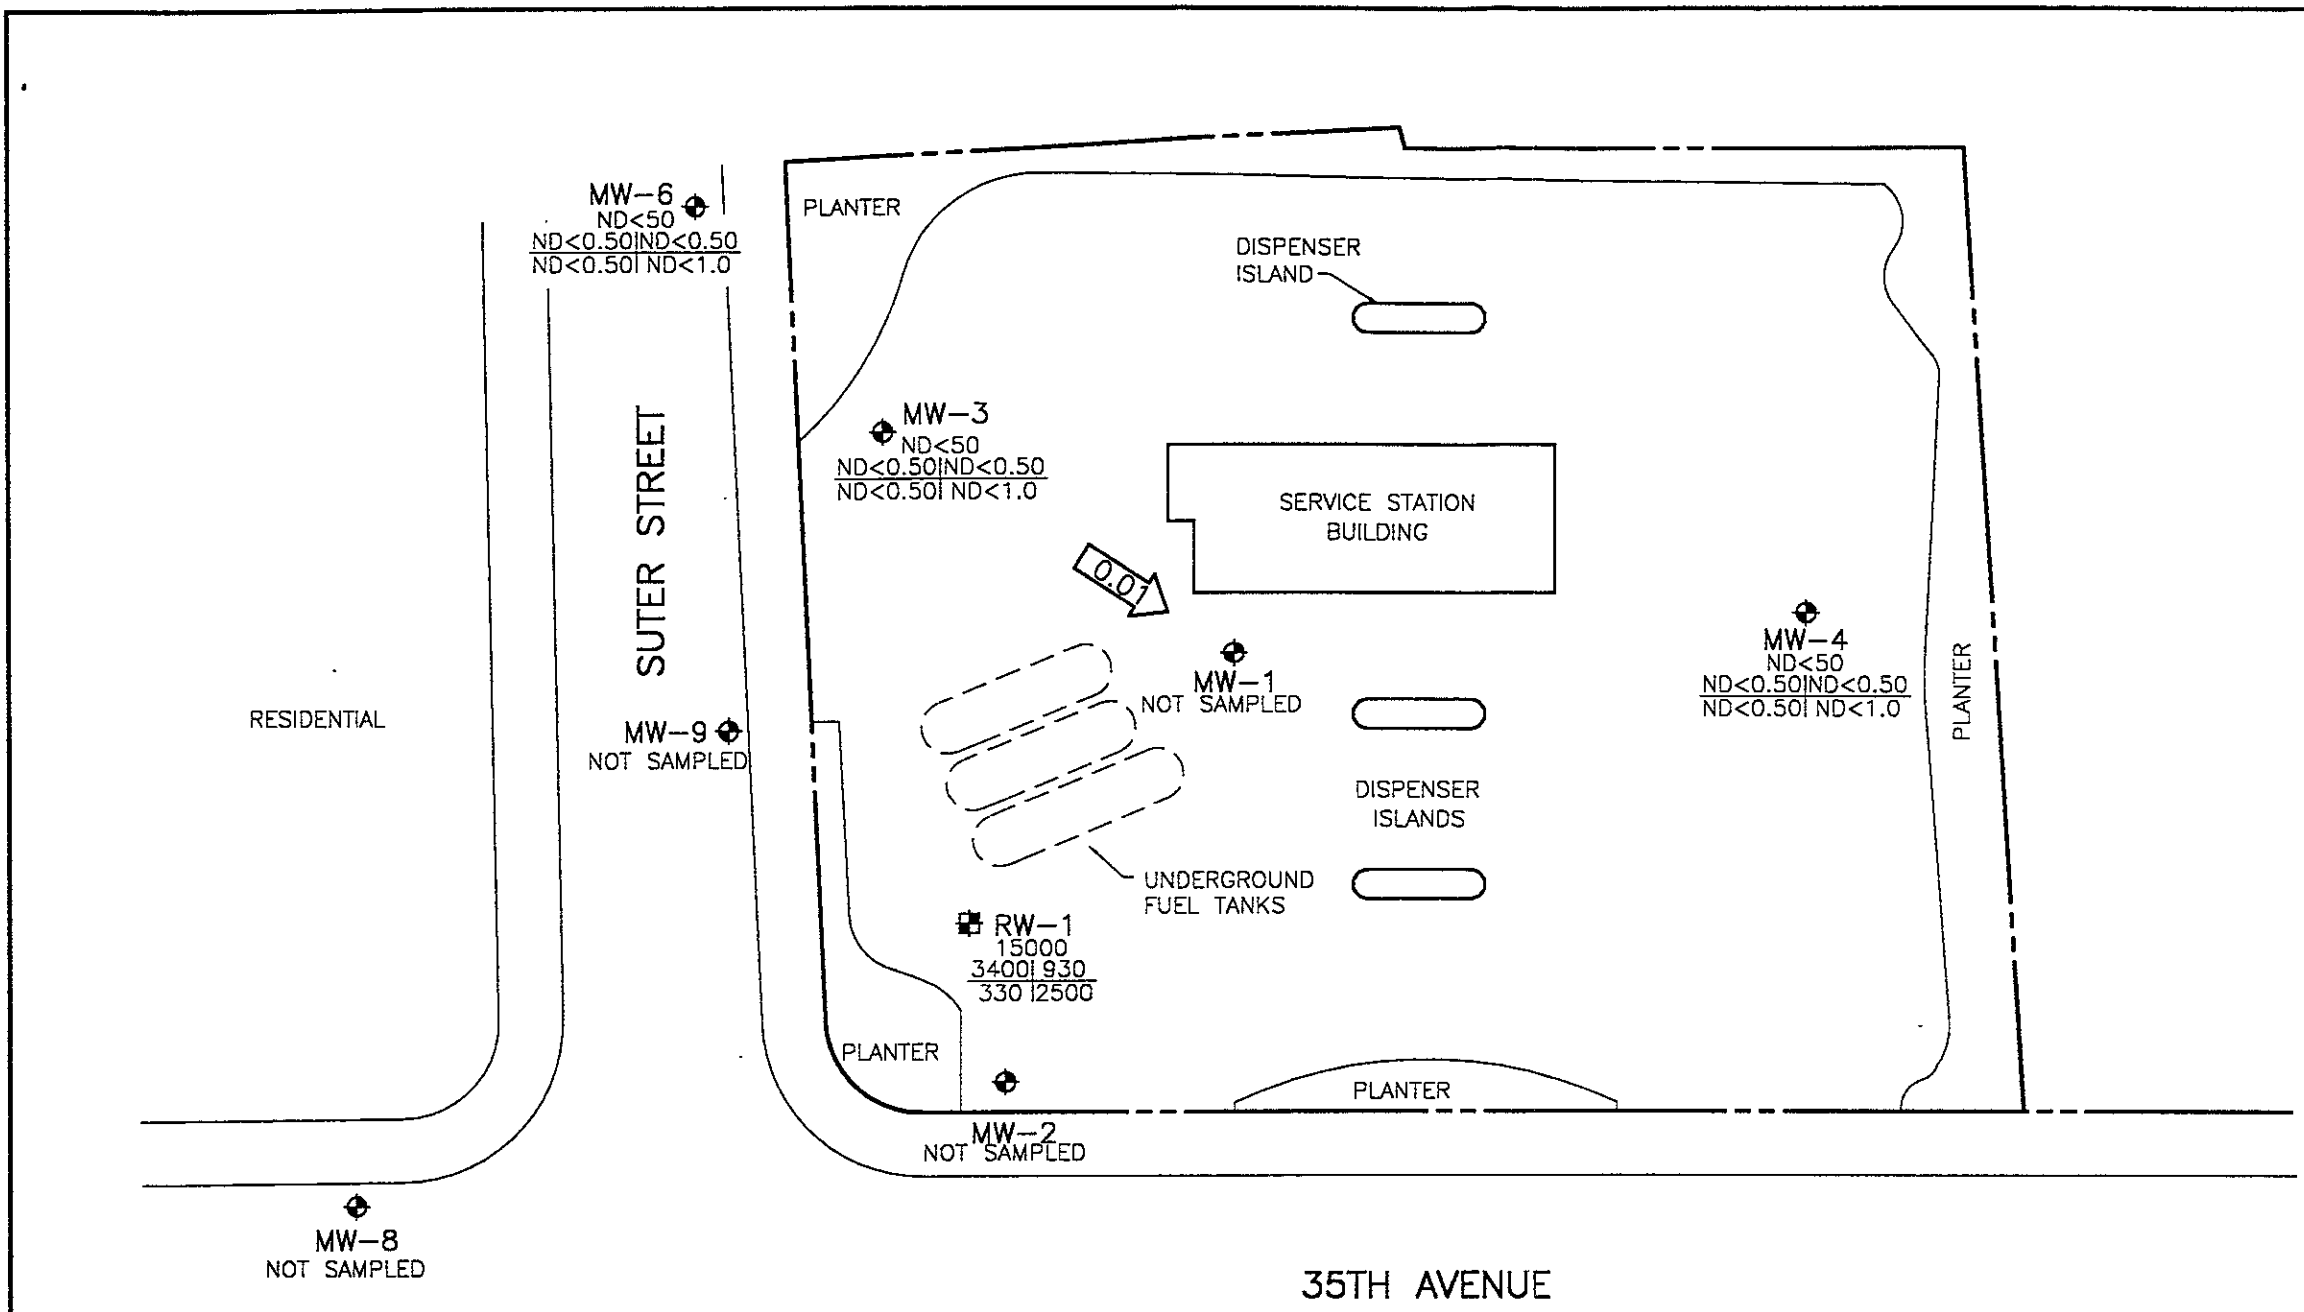 MW-6
ND<50
ND<0.50|ND<0.50
ND<0.50| ND<1.0
PLANTER
DISPENSER
ISLAND
MW-3
ND<50
ND<0.50|ND<0.50
ND<0.50| ND<1.0
SUTER STREET
SERVICE STATION
BUILDING
0.01
MW-4
ND<50
ND<0.50|ND<0.50
ND<0.50| ND<1.0
PLANTER
MW-1
NOT SAMPLED
RESIDENTIAL
MW-9
NOT SAMPLED
DISPENSER
ISLANDS
UNDERGROUND
FUEL TANKS
RW-1
15000
3400|930
330|2500
PLANTER
PLANTER
MW-2
NOT SAMPLED
MW-8
NOT SAMPLED
35TH AVENUE